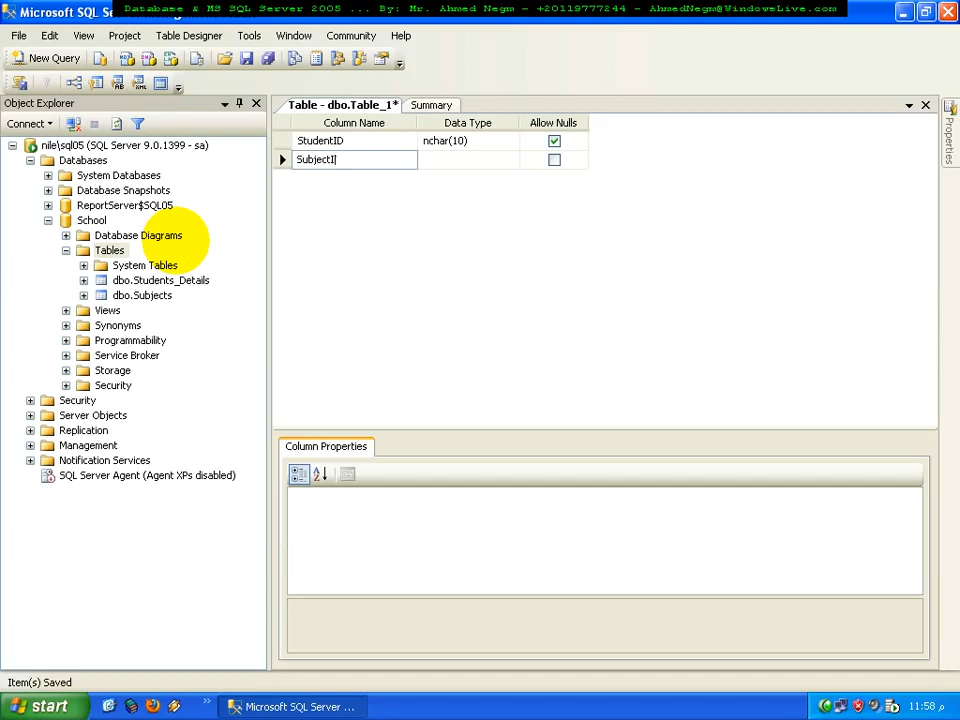 Microsoft SQL Se
Database & MS SQL Server 2005 ... By: Mr. Ahmed Negm - +20119777244 - AhmedNegm@WindowsLive.com
File Edit View Project Table Designer Tools Window Community Help
New Query
Object Explorer
Table - dbo.Table_1* Summary
Connect
Column Name Data Type Allow Nulls
StudentID nchar(10)
SubjectI
nile\sql05 (SQL Server 9.0.1399 - sa)
Databases
System Databases
Database Snapshots
ReportServer$SQL05
School
Database Diagrams
Tables
System Tables
dbo.Students_Details
dbo.Subjects
Views
Synonyms
Programmability
Service Broker
Storage
Security
Security
Server Objects
Replication
Management
Notification Services
SQL Server Agent (Agent XPs disabled)
Properties
Column Properties
Item(s) Saved
start
Microsoft SQL Server ...
11:58 م